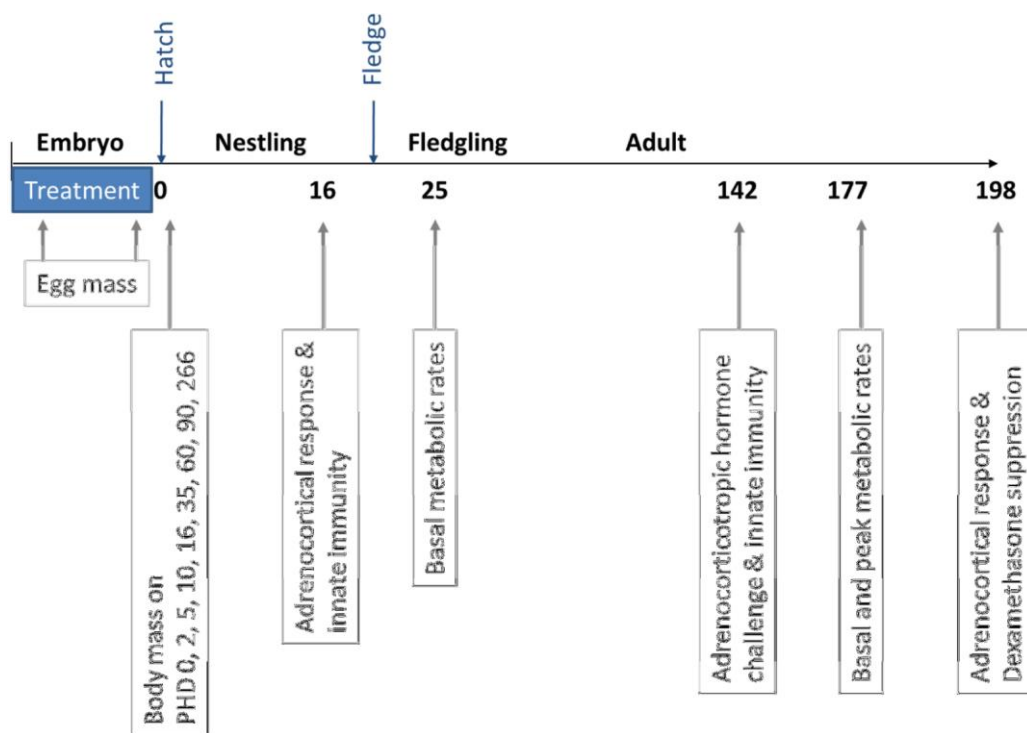 Hatch
Fledge
Embryo
Nestling
Fledgling
Adult
Treatment
0
16
25
142
177
198
Egg mass
Body mass on
PHD 0, 2, 5, 10, 16, 35, 60, 90, 266
Adrenocortical response &
innate immunity
Basal metabolic rates
Adrenocorticotropic hormone
challenge & innate immunity
Basal and peak metabolic rates
Adrenocortical response &
Dexamethasone suppression